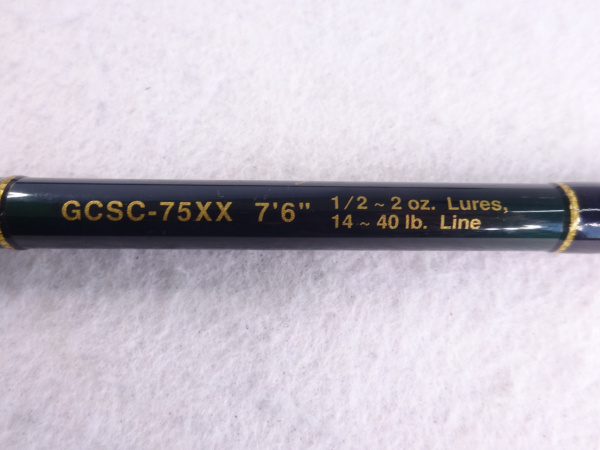 GCSC-75XX 7'6" 1/2 ~ 2 oz. Lures,
14 ~ 40 lb. Line